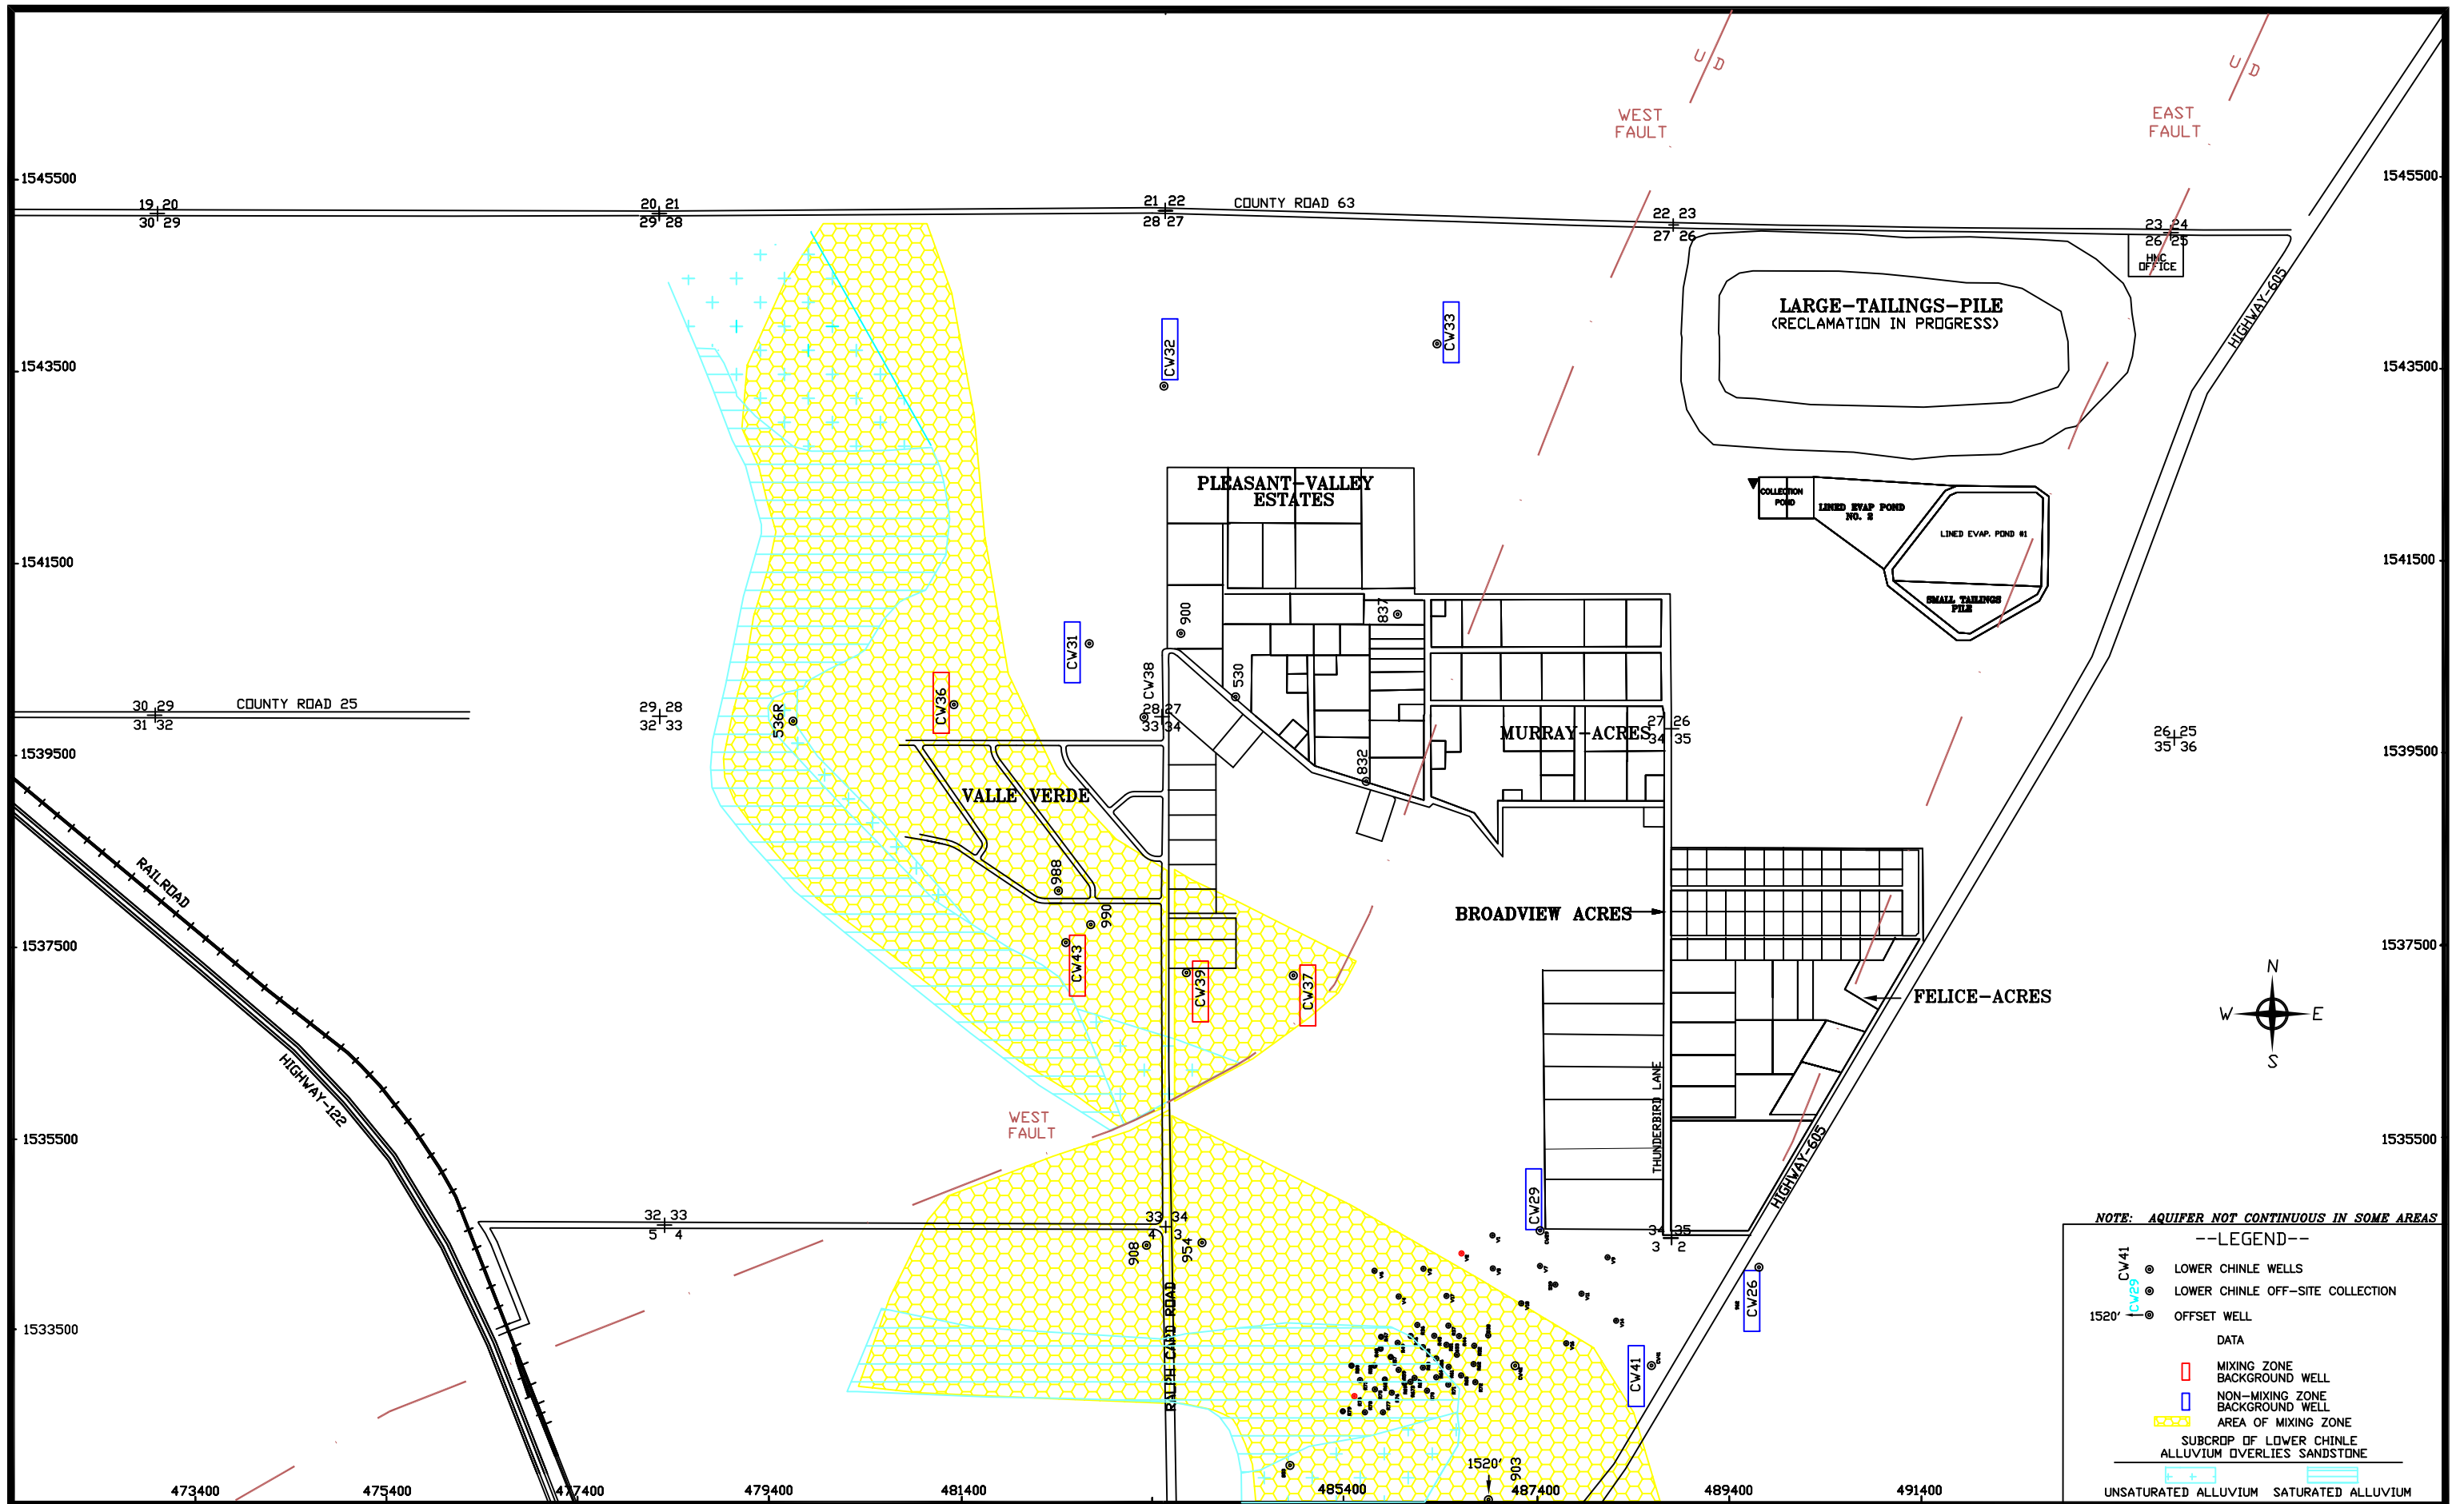 U D
U D
WEST
FAULT
EAST
FAULT
1545500
1545500
19 20
30 29
20 21
29 28
21 22
28 27
COUNTY ROAD 63
22 23
27 26
23 24
26 25
HMC
OFFICE
HIGHWAY-605
LARGE-TAILINGS-PILE
(RECLAMATION IN PROGRESS)
CW32
CW33
1543500
1543500
PLEASANT-VALLEY
ESTATES
COLLECTION
POND
LINED EVAP POND
NO. 2
LINED EVAP. POND #1
SMALL TAILINGS
PILE
1541500
1541500
CW31
900
837
CW38
530
CW36
536R
30 29
31 32
COUNTY ROAD 25
29 28
32 33
28 27
33 34
27 26
34 35
26 25
35 36
MURRAY-ACRES
832
1539500
1539500
VALLE VERDE
RAILROAD
988
990
BROADVIEW ACRES
1537500
1537500
CW43
CW39
CW37
FELICE-ACRES
N
W
E
S
HIGHWAY-122
WEST
FAULT
THUNDERBIRD LANE
HIGHWAY-605
1535500
1535500
CW29
32 33
5 4
33 34
4 3
34 35
3 2
908
954
RALPH CARD ROAD
CW26
CW41
1533500
1520'
903
473400
475400
477400
479400
481400
485400
487400
489400
491400
NOTE: AQUIFER NOT CONTINUOUS IN SOME AREAS
--LEGEND--
CW41
LOWER CHINLE WELLS
CW29
LOWER CHINLE OFF-SITE COLLECTION
1520'
OFFSET WELL
DATA
MIXING ZONE
BACKGROUND WELL
NON-MIXING ZONE
BACKGROUND WELL
AREA OF MIXING ZONE
SUBCROP OF LOWER CHINLE
ALLUVIUM OVERLIES SANDSTONE
UNSATURATED ALLUVIUM SATURATED ALLUVIUM